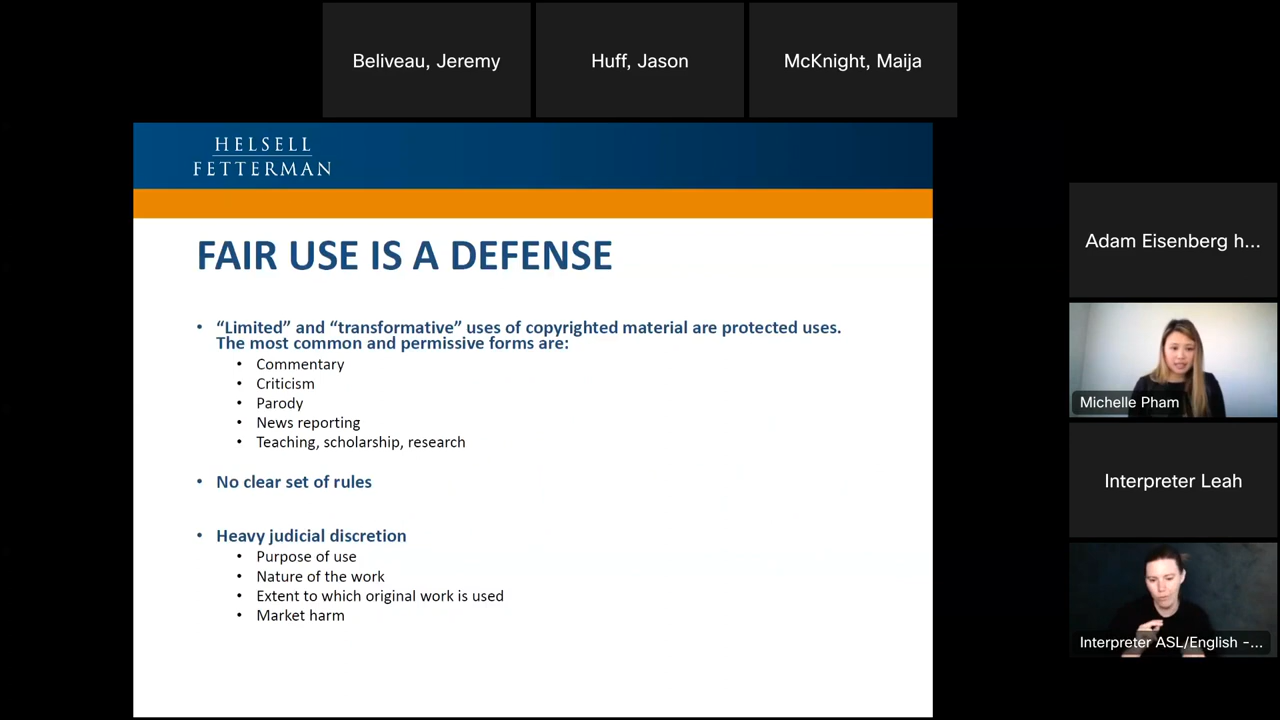 Beliveau, Jeremy
Huff, Jason
McKnight, Maija
HELSELL
FETTERMAN
FAIR USE IS A DEFENSE
• “Limited” and “transformative” uses of copyrighted material are protected uses.
The most common and permissive forms are:
• Commentary
• Criticism
• Parody
• News reporting
• Teaching, scholarship, research
• No clear set of rules
• Heavy judicial discretion
• Purpose of use
• Nature of the work
• Extent to which original work is used
• Market harm
Adam Eisenberg h...
Michelle Pham
Interpreter Leah
Interpreter ASL/English -...